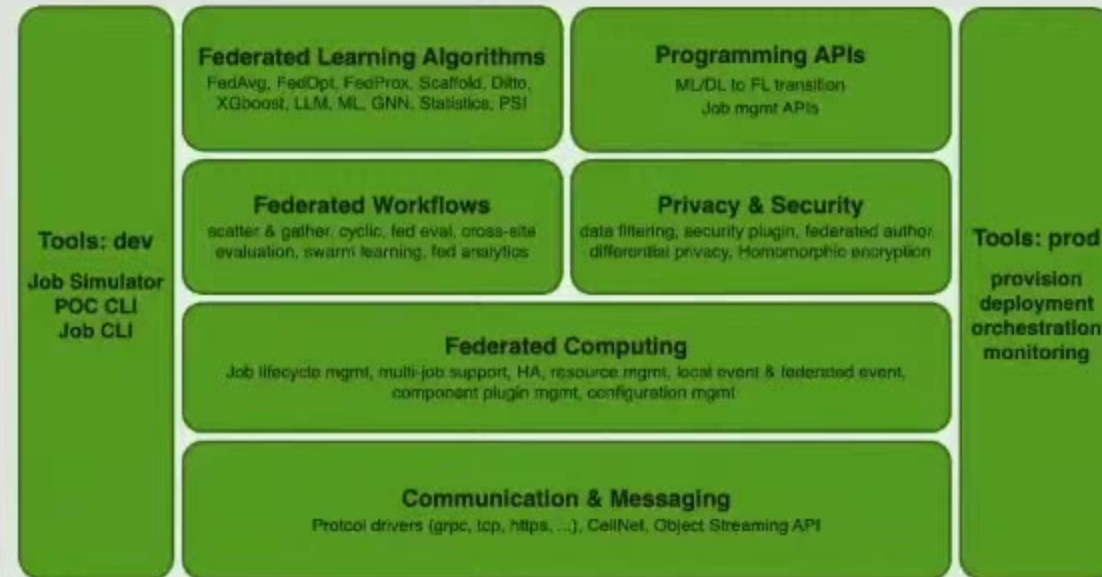 Tools: dev
Job Simulator
POC CLI
Job CLI
Federated Learning Algorithms
FedAvg, FedOpt, FedProx, Scaffold, Ditto,
XGboost, LLM, ML, GNN, Statistics, PSI
Programming APIs
ML/DL to FL transition
Job mgmt APIs
Federated Workflows
scatter & gather, cyclic, fed eval, cross-site
evaluation, swarm learning, fed analytics
Privacy & Security
data filtering, security plugin, federated author.
differential privacy, Homomorphic encryption
Federated Computing
Job lifecycle mgmt, multi-job support, HA, resource mgmt, local event & federated event,
component plugin mgmt, configuration mgmt
Communication & Messaging
Protcol drivers (grpc, tcp, https, ...), CellNet, Object Streaming API
Tools: prod
provision
deployment
orchestration
monitoring